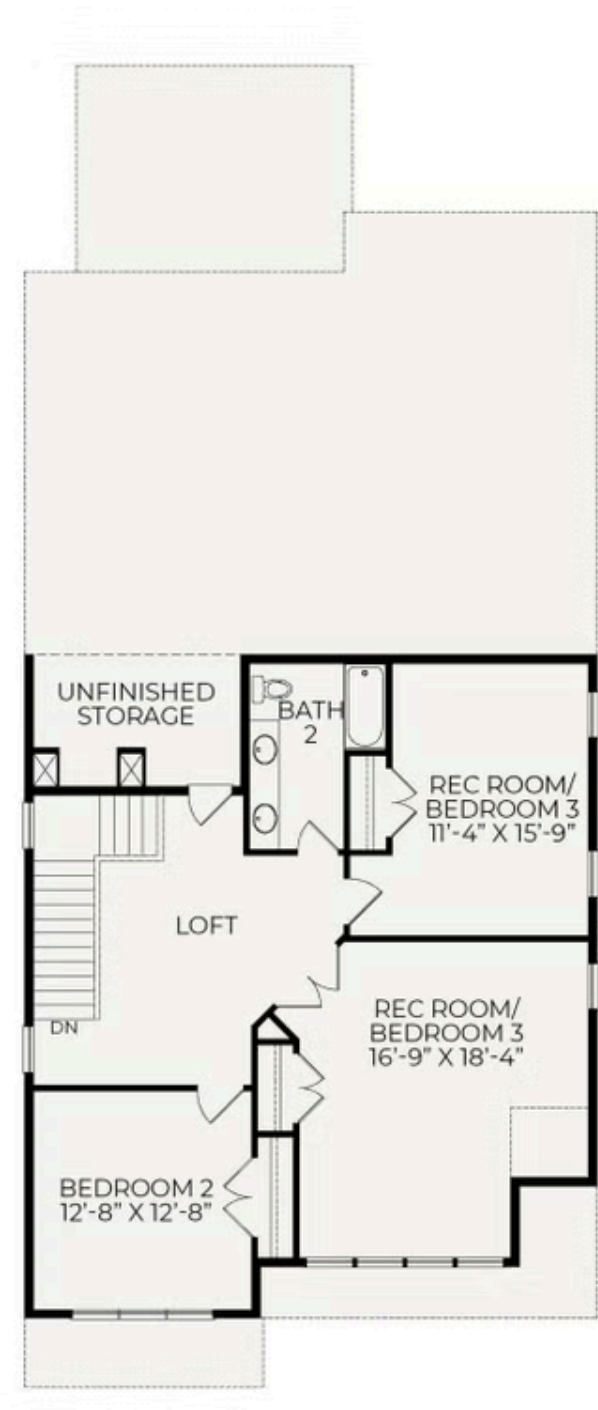 UNFINISHED
STORAGE
BATH
2
REC ROOM/
BEDROOM 3
11'-4" X 15'-9"
LOFT
DN
REC ROOM/
BEDROOM 3
16'-9" X 18'-4"
BEDROOM 2
12'-8" X 12'-8"